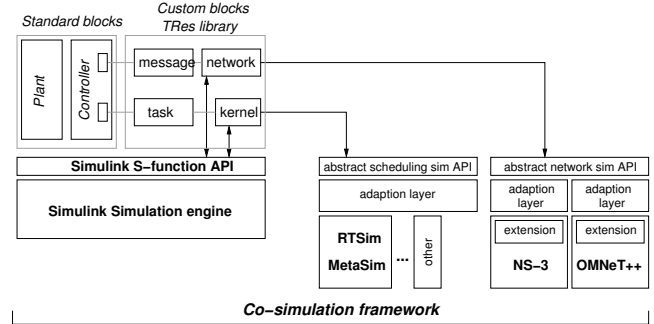 Standard blocks
Custom blocks
TRes library
Plant
Controller
message
network
task
kernel
Simulink S−function API
Simulink Simulation engine
abstract scheduling sim API
adaption layer
RTSim
MetaSim
...
other
abstract network sim API
adaption
layer
adaption
layer
extension
extension
NS−3
OMNeT++
Co−simulation framework